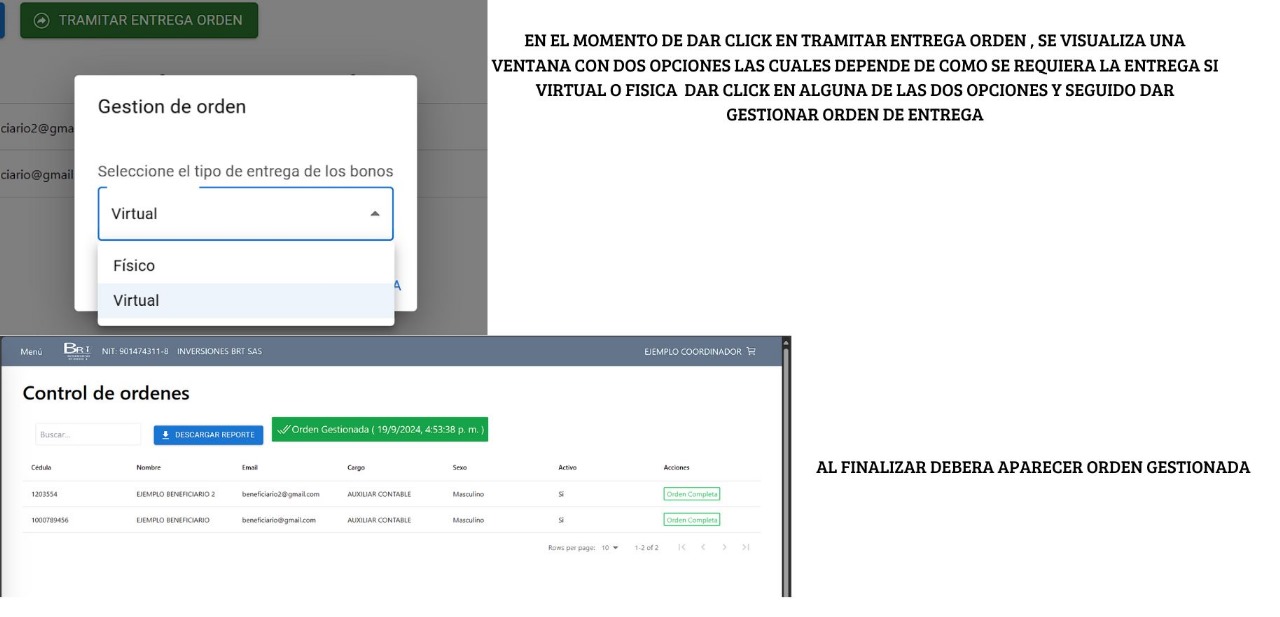 TRAMITAR ENTREGA ORDEN
EN EL MOMENTO DE DAR CLICK EN TRAMITAR ENTREGA ORDEN , SE VISUALIZA UNA
VENTANA CON DOS OPCIONES LAS CUALES DEPENDE DE COMO SE REQUIERA LA ENTREGA SI
VIRTUAL O FISICA DAR CLICK EN ALGUNA DE LAS DOS OPCIONES Y SEGUIDO DAR
GESTIONAR ORDEN DE ENTREGA
Gestion de orden
ciario2@gma
ciario@gmail
Seleccione el tipo de entrega de los bonos
Virtual
Físico
A
Virtual
Menú BRT NIT: 901474311-8 INVERSIONES BRT SAS EJEMPLO COORDINADOR
Control de ordenes
Buscar... DESCARGAR REPORTE Orden Gestionada ( 19/9/2024, 4:53:38 p. m. )
Cédula Nombre Email Cargo Sexo Activo Acciones
1203554 EJEMPLO BENEFICIARIO 2 beneficiario2@gmail.com AUXILIAR CONTABLE Masculino Sí Orden Completa
1000789456 EJEMPLO BENEFICIARIO beneficiario@gmail.com AUXILIAR CONTABLE Masculino Sí Orden Completa
Rows per page: 10 1-2 of 2
AL FINALIZAR DEBERA APARECER ORDEN GESTIONADA